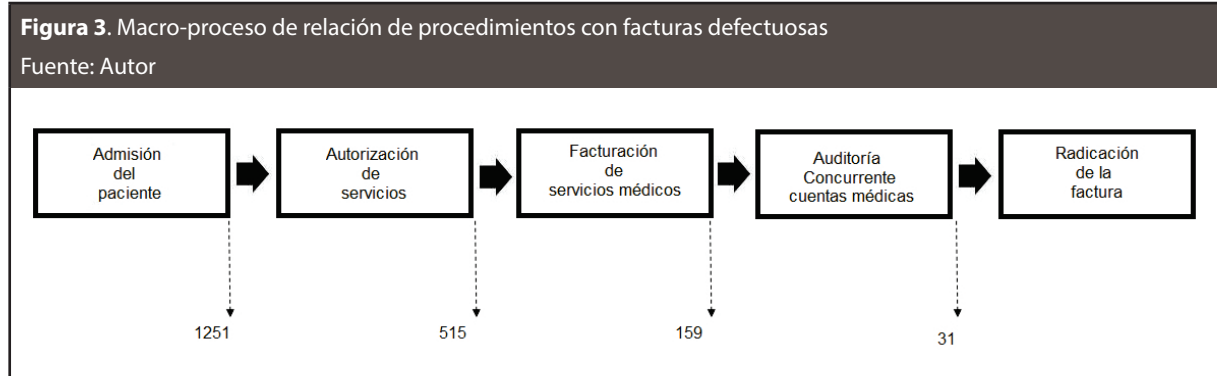 Figura 3. Macro-proceso de relación de procedimientos con facturas defectuosas
Fuente: Autor
Admisión
del
paciente
Autorización
de
servicios
Facturación
de
servicios médicos
Auditoría
Concurrente
cuentas médicas
Radicación
de la
factura
1251
515
159
31